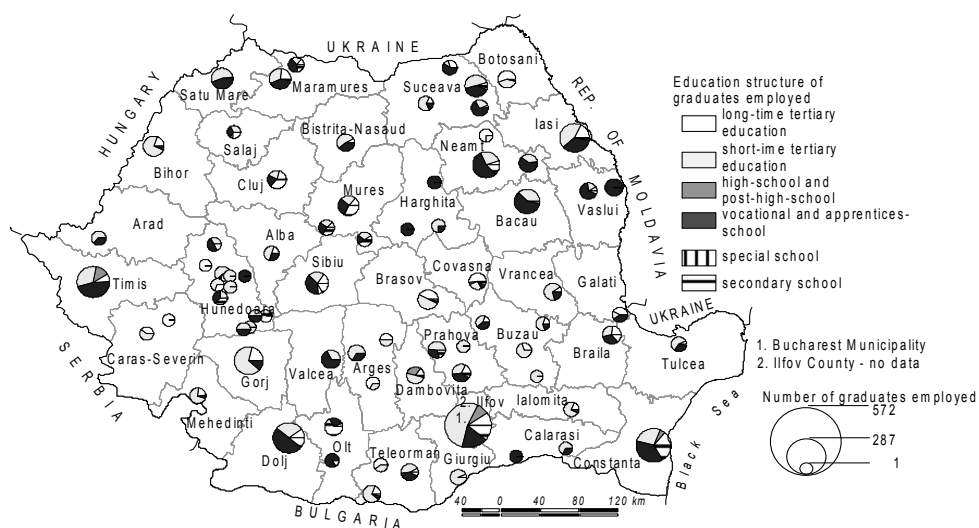 UKRAINE
Botosani
Maramures
Suceava
Satu Mare
HUNGARY
REP. OF MOLDAVIA
Iasi
Bistrita-Nasaud
Salaj
Neamt
Bihor
Cluj
Mures
Harghita
Vaslui
Bacau
Arad
Alba
Sibiu
Covasna
Vrancea
Brasov
Galati
Timis
Hunedoara
UKRAINE
Prahova
Buzau
Braila
Tulcea
Caras-Severin
Gorj
Valcea
Arges
Dambovita
SERBIA
2. Ilfov
1.
Ialomita
Mehedinti
Olt
Calarasi
Dolj
Teleorman
Giurgiu
Constanta
Black Sea
BULGARIA
40 0 40 80 120 km
Education structure of
graduates employed
long-time tertiary
education
short-ime tertiary
education
high-school and
post-high-school
vocational and apprentices-
school
special school
secondary school
1. Bucharest Municipality
2. Ilfov County - no data
Number of graduates employed
572
287
1